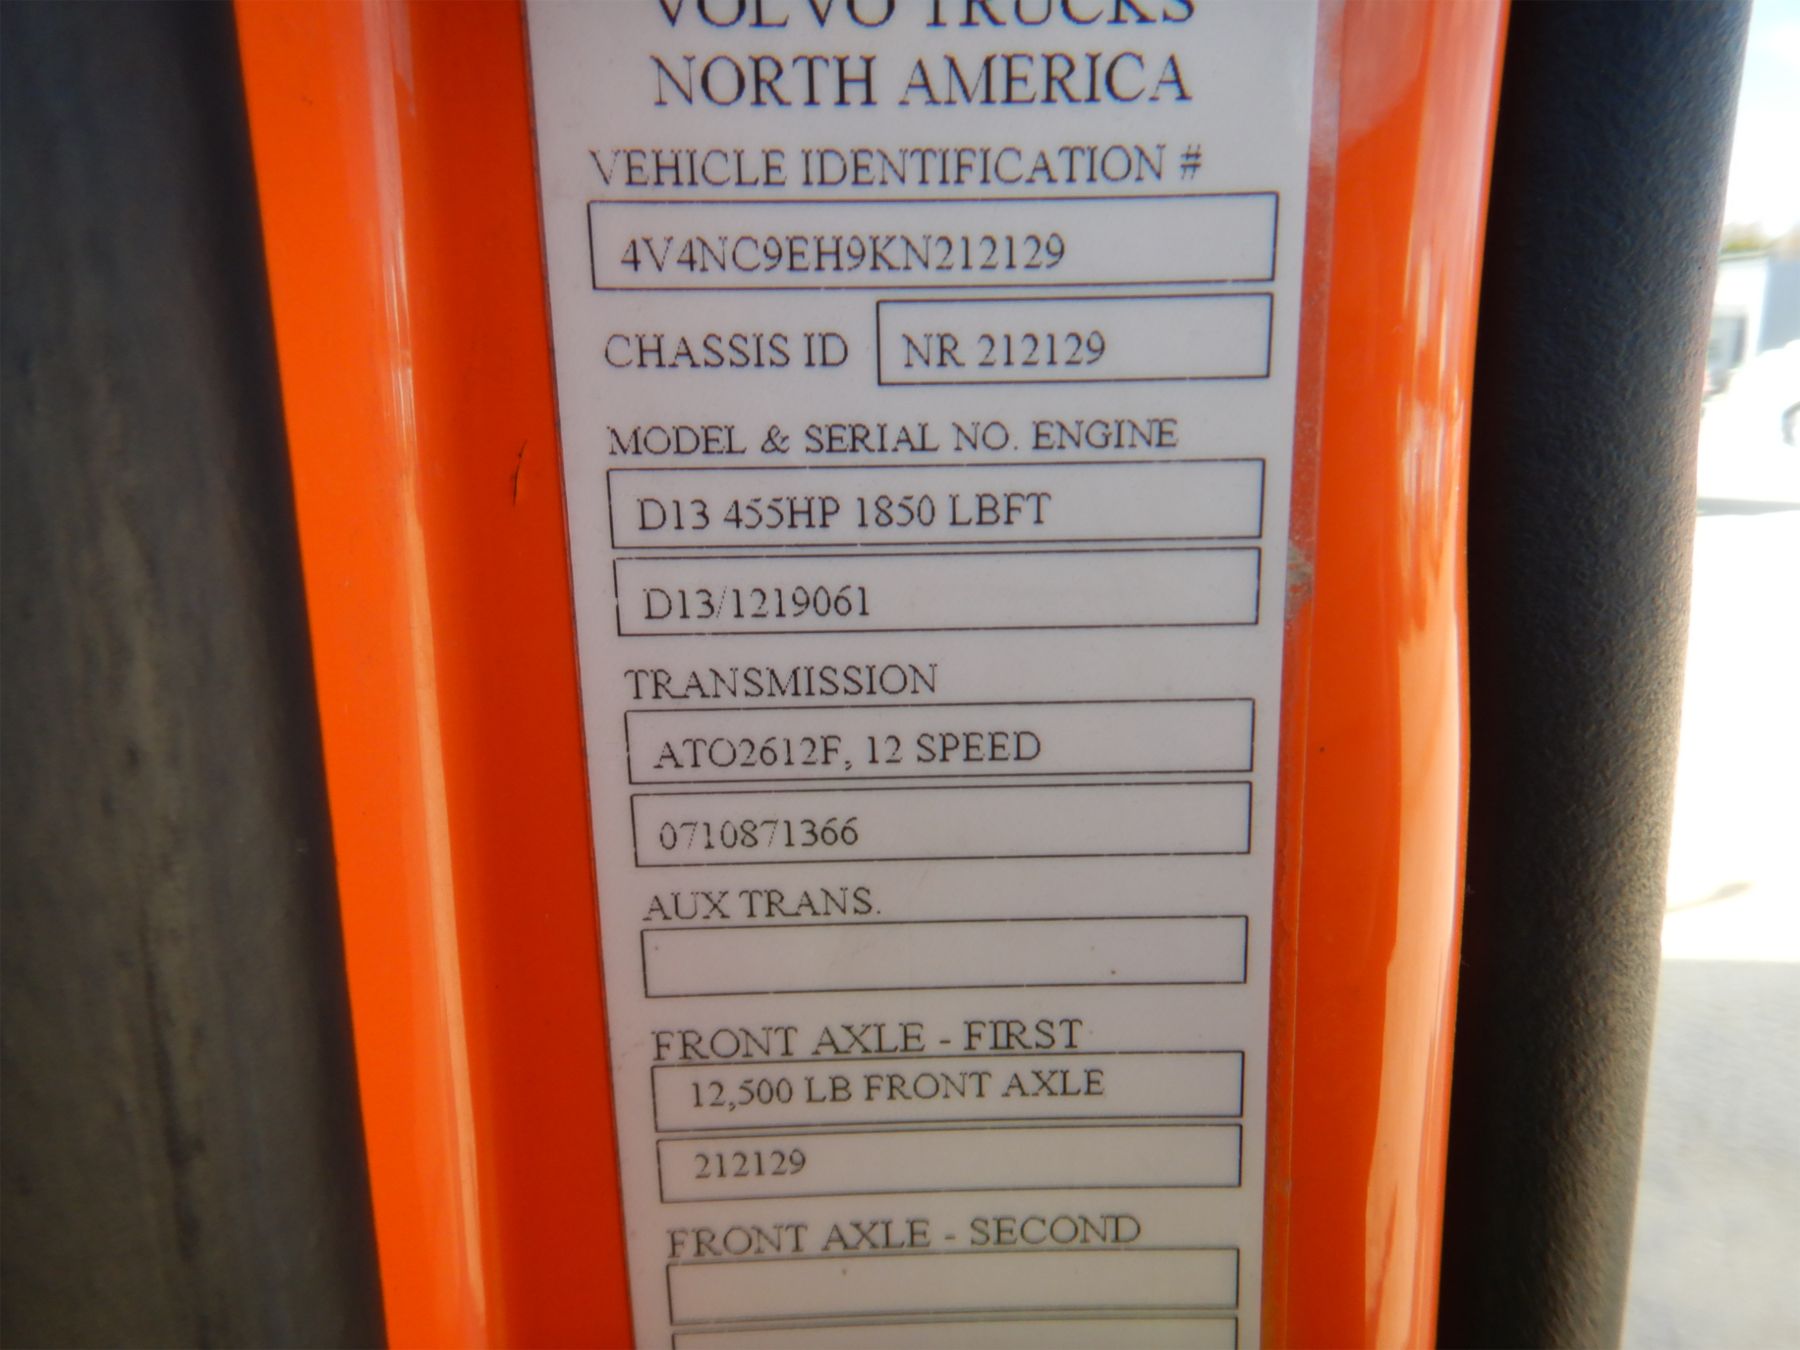 VOLVO TRUCKS
NORTH AMERICA
VEHICLE IDENTIFICATION #
4V4NC9EH9KN212129
CHASSIS ID NR 212129
MODEL & SERIAL NO. ENGINE
D13 455HP 1850 LBFT
D13/1219061
TRANSMISSION
ATO2612F, 12 SPEED
0710871366
AUX TRANS.
FRONT AXLE - FIRST
12,500 LB FRONT AXLE
212129
FRONT AXLE - SECOND